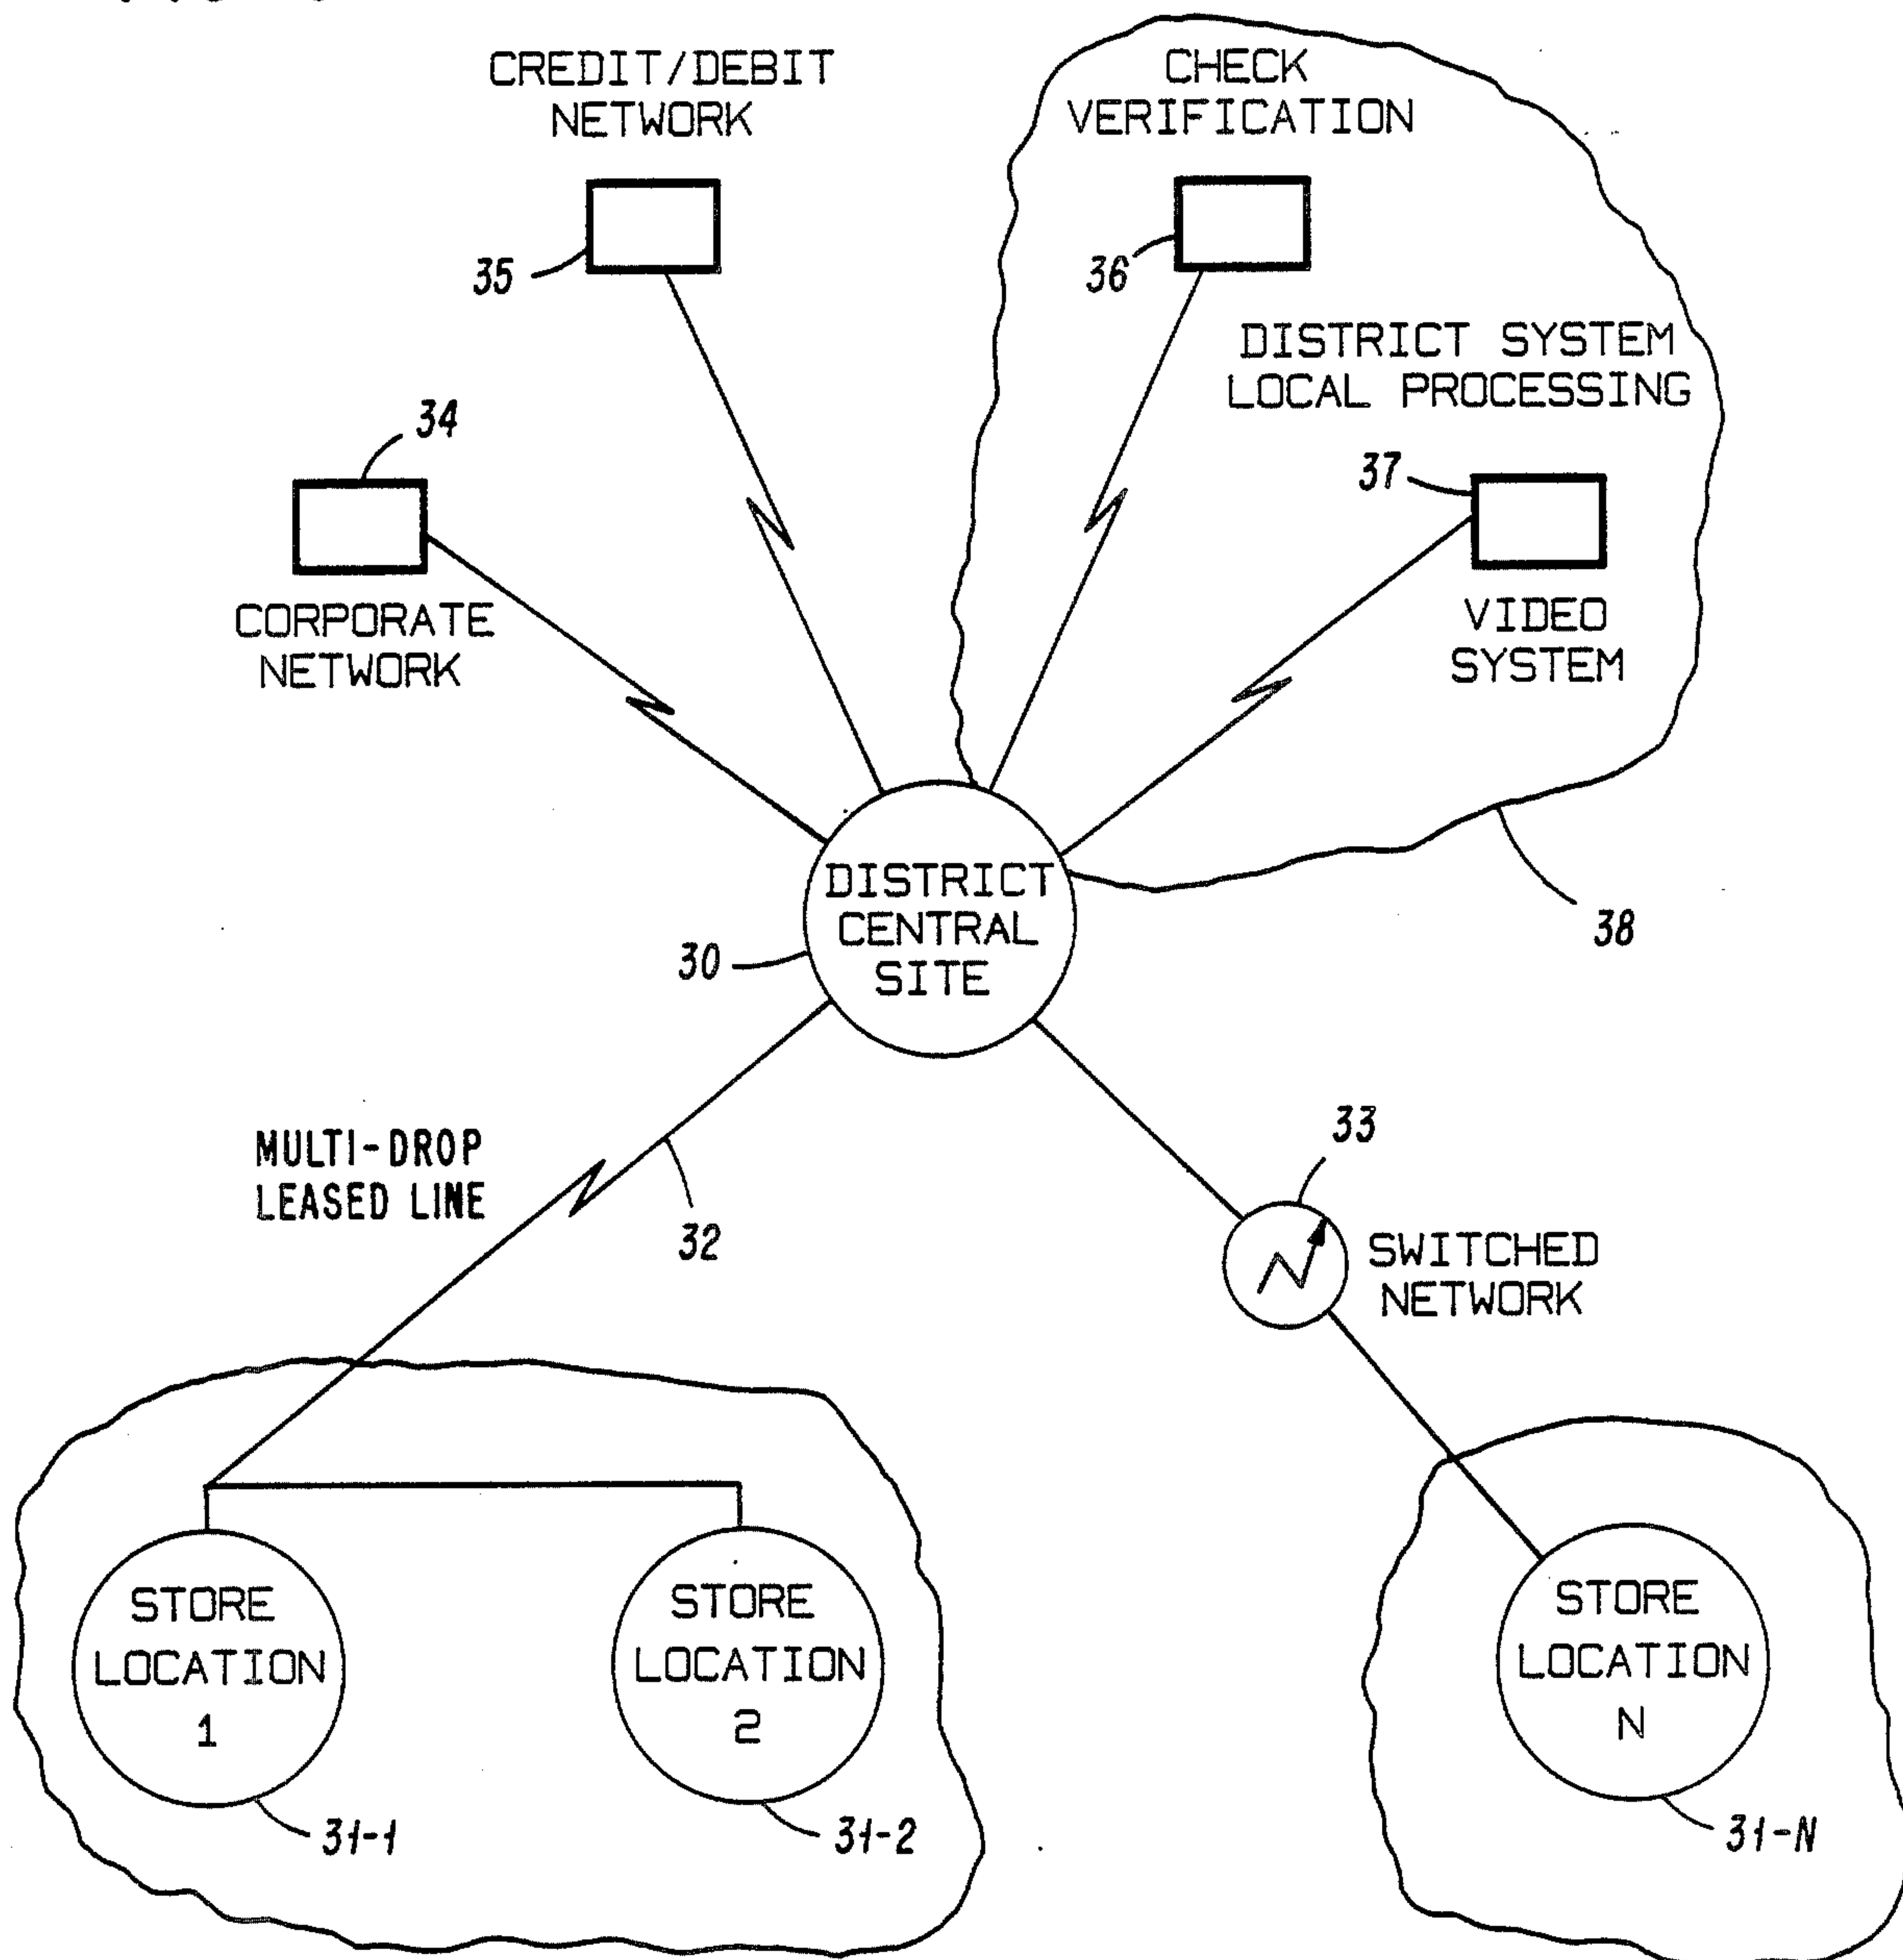 CREDIT/DEBIT
NETWORK
35
CHECK
VERIFICATION
36
DISTRICT SYSTEM
LOCAL PROCESSING
34
CORPORATE
NETWORK
37
VIDEO
SYSTEM
38
DISTRICT
CENTRAL
SITE
30
MULTI-DROP
LEASED LINE
32
33
SWITCHED
NETWORK
STORE
LOCATION
1
31-1
STORE
LOCATION
2
31-2
STORE
LOCATION
N
31-N